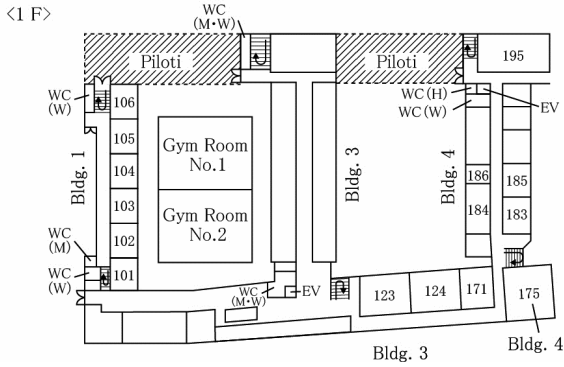 <1 F>
WC
(M・W)
Piloti
Piloti
195
WC
(W)
106
WC(H)
WC(W)
EV
105
Gym Room
No.1
Bldg. 1
104
Bldg. 3
Bldg. 4
186
185
103
Gym Room
No.2
184
183
WC
(M)
102
WC
(W)
101
WC
(M・W)
EV
123
124
171
175
Bldg. 3
Bldg. 4